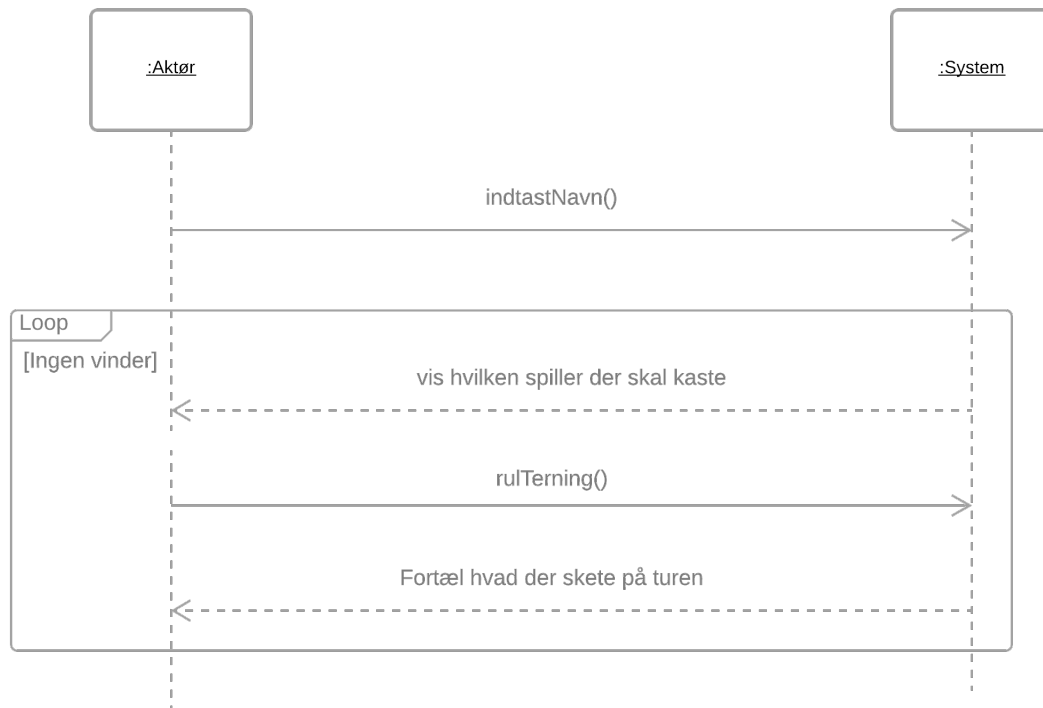 :Aktør
:System
indtastNavn()
Loop
[Ingen vinder]
vis hvilken spiller der skal kaste
rulTerning()
Fortæl hvad der skete på turen